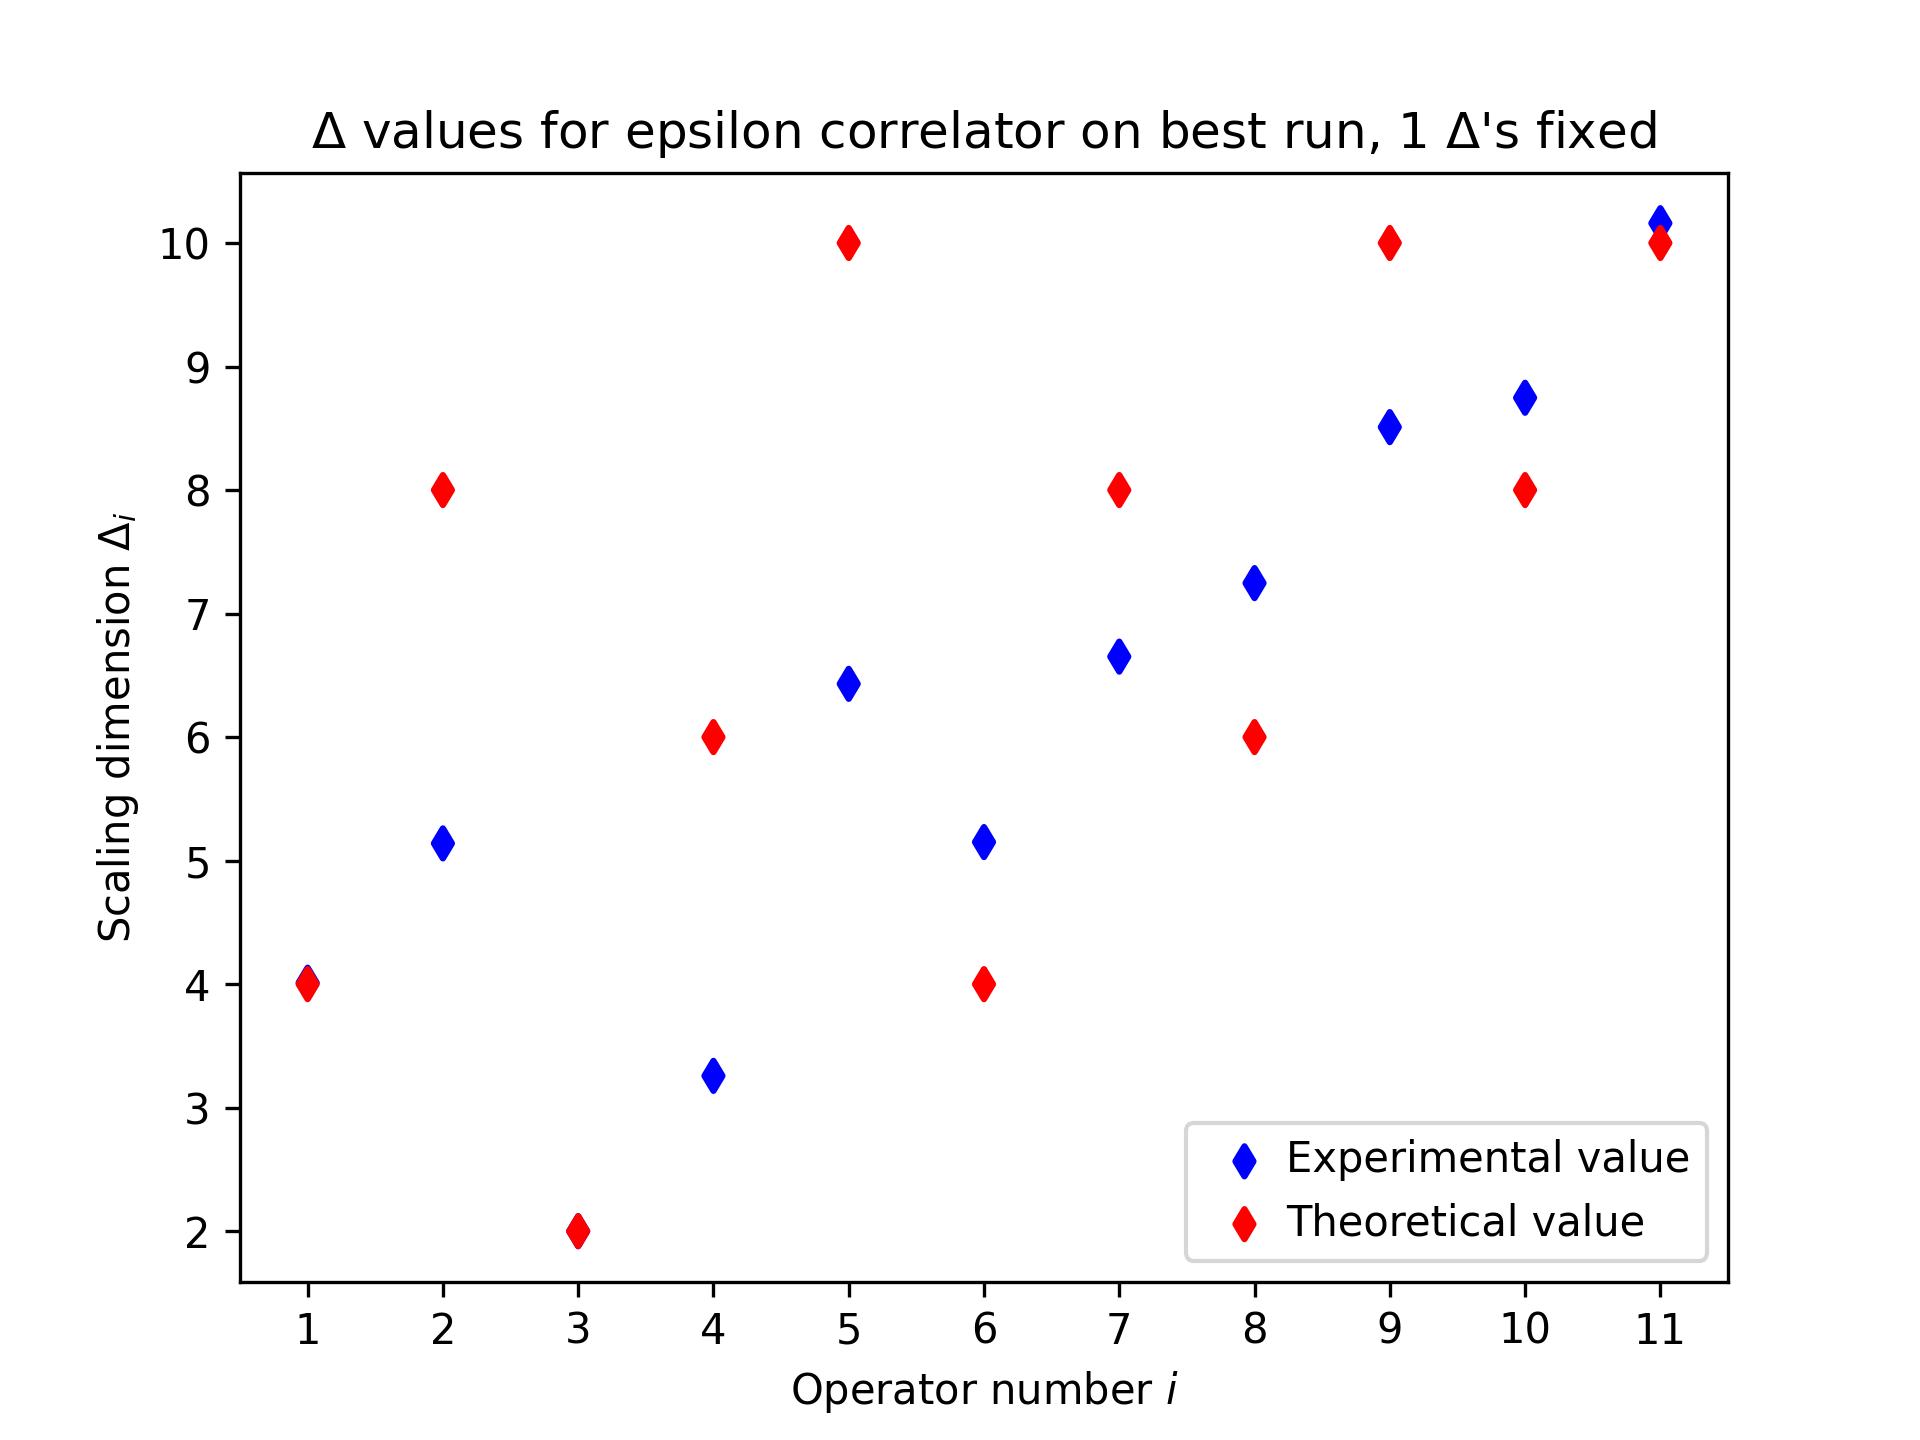 Δ values for epsilon correlator on best run, 1 Δ's fixed
10
9
8
7
6
5
4
3
2
Scaling dimension Δᵢ
Experimental value
Theoretical value
1 2 3 4 5 6 7 8 9 10 11
Operator number i